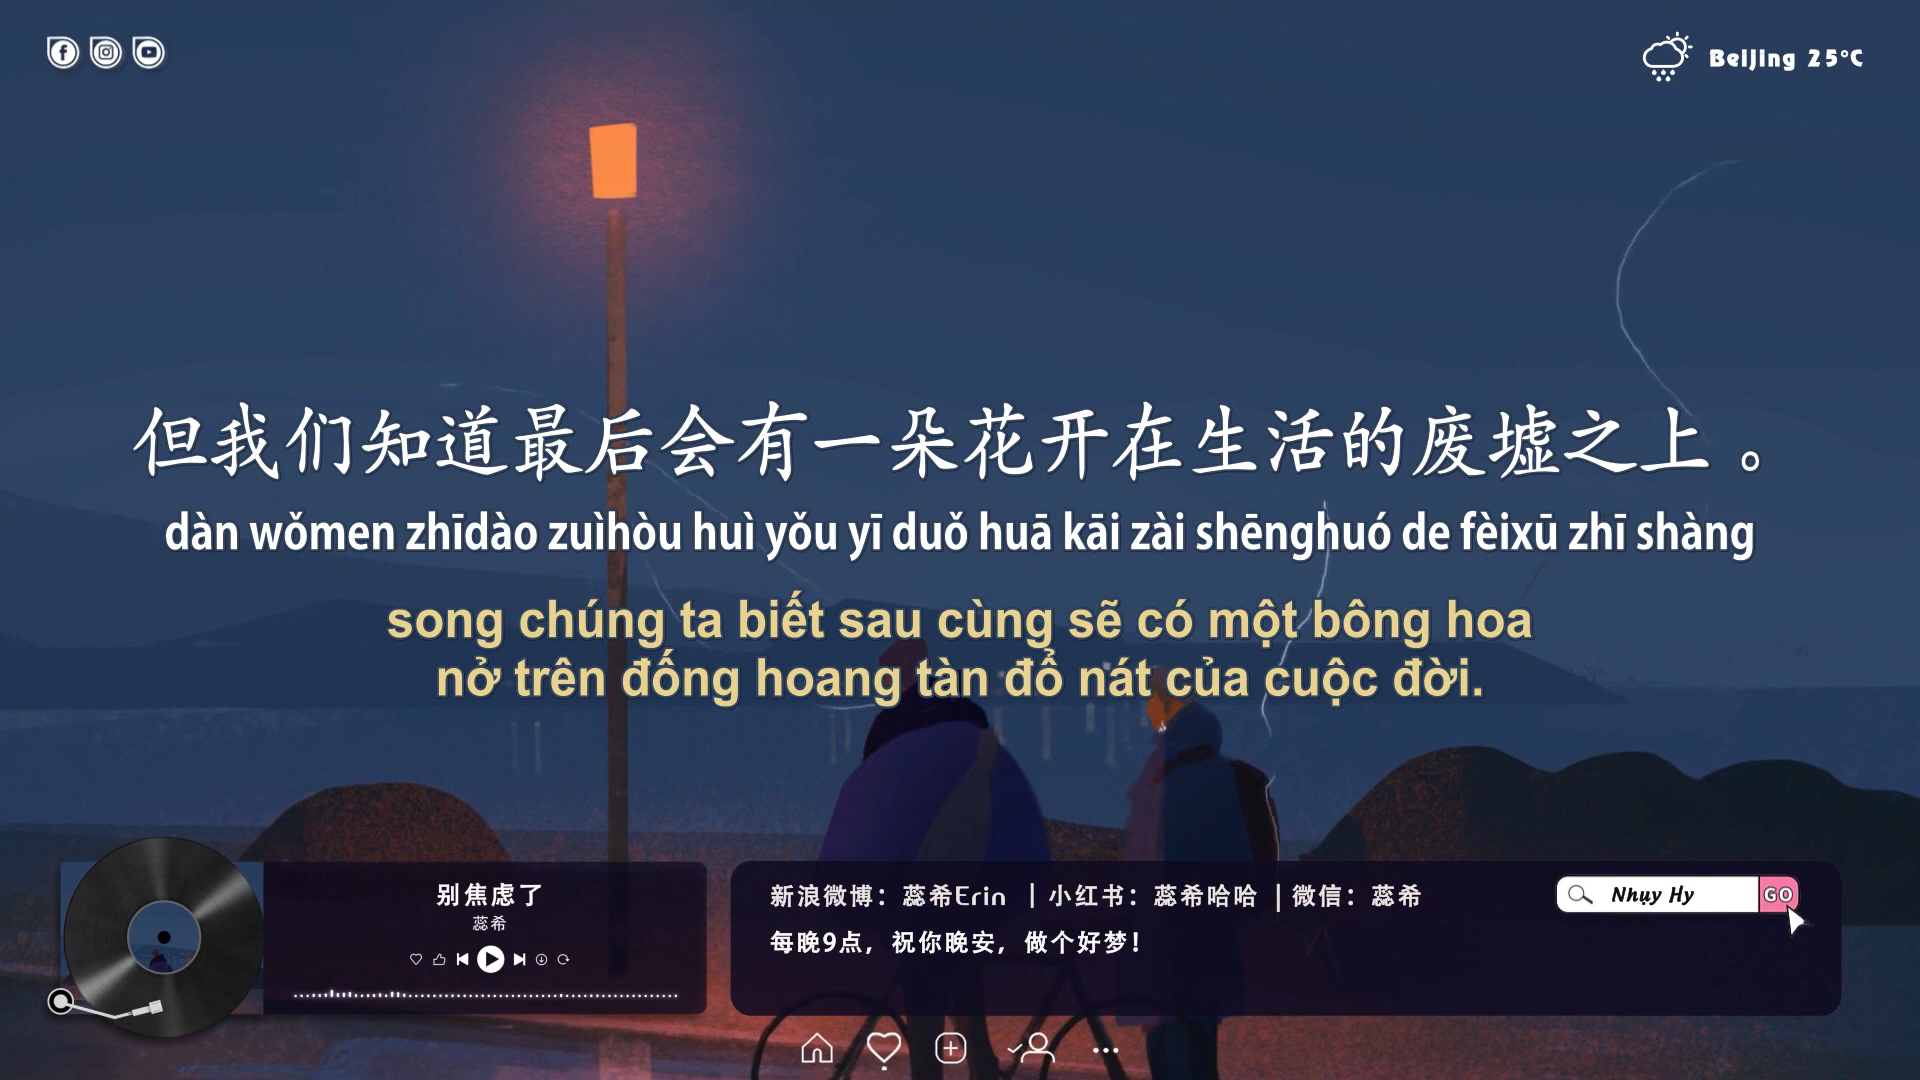 Beijing 25°C
但我们知道最后会有一朵花开在生活的废墟之上。
dàn wǒmen zhīdào zuìhòu huì yǒu yī duǒ huā kāi zài shēnghuó de fèixū zhī shàng
song chúng ta biết sau cùng sẽ có một bông hoa
nở trên đống hoang tàn đổ nát của cuộc đời.
别焦虑了
蕊希
新浪微博：蕊希Erin ｜小红书：蕊希哈哈 ｜微信：蕊希
每晚9点，祝你晚安，做个好梦！
Nhụy Hy
GO